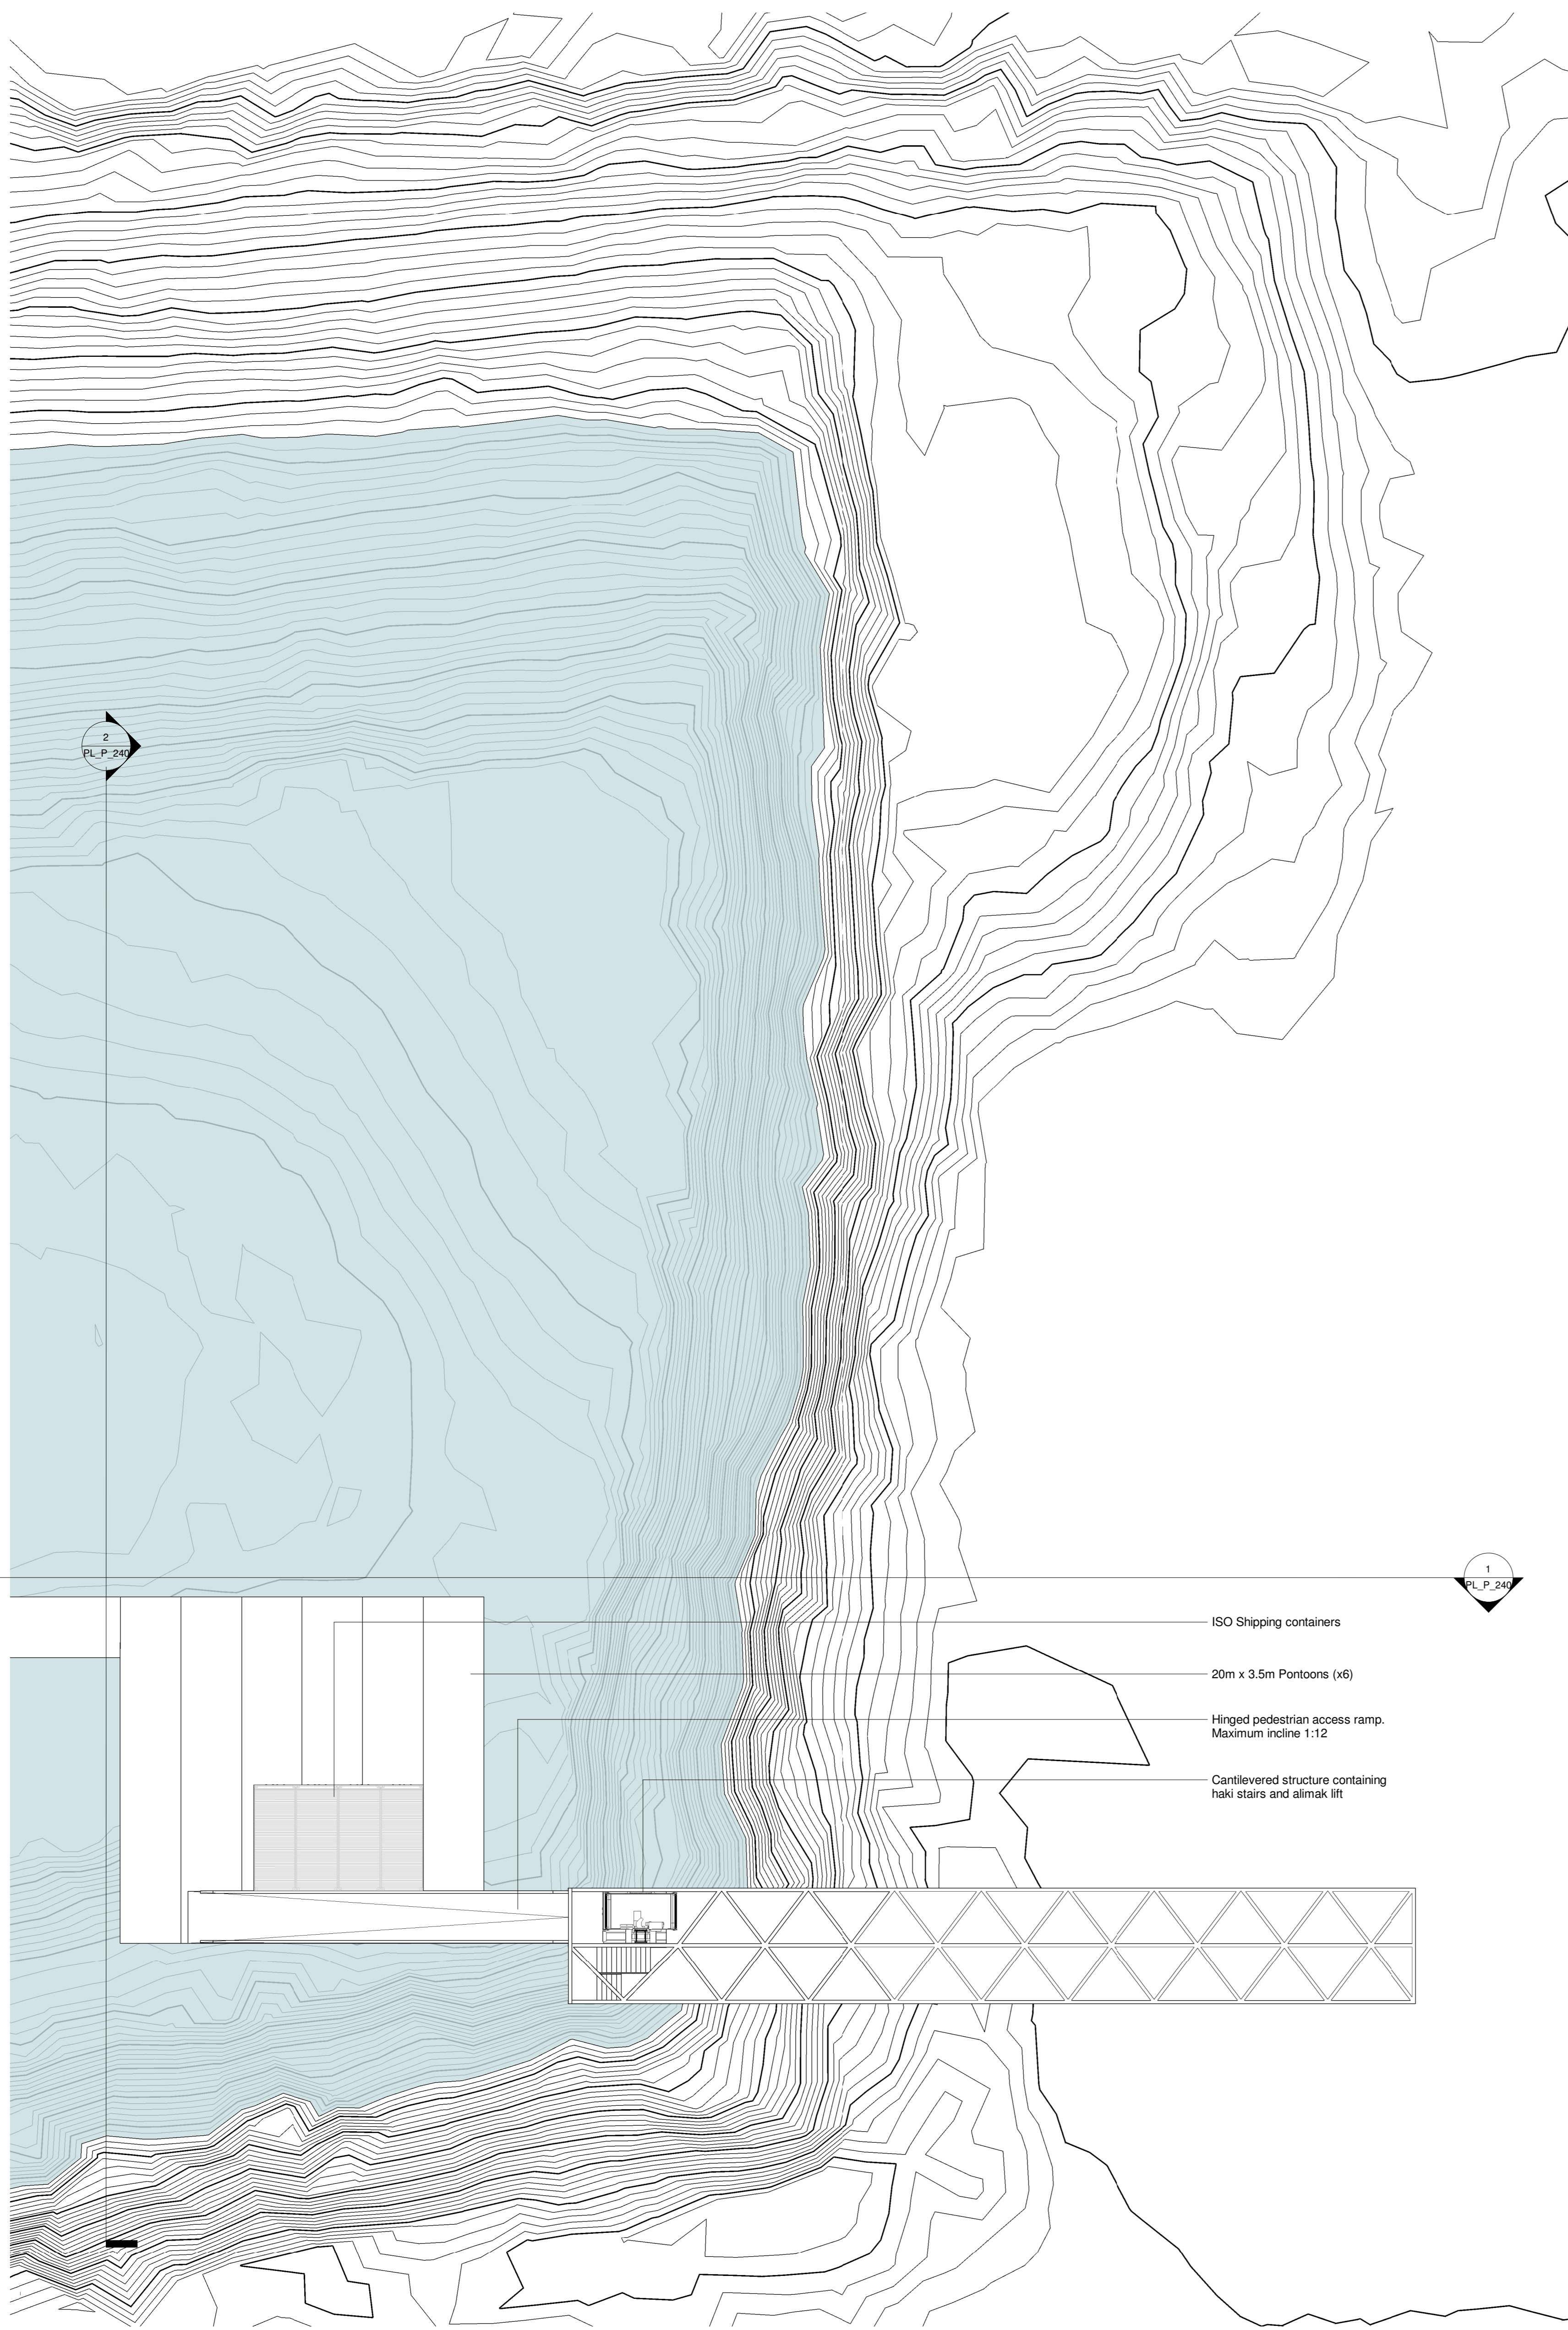 2
PL_P_240
1
PL_P_240
ISO Shipping containers
20m x 3.5m Pontoons (x6)
Hinged pedestrian access ramp.
Maximum incline 1:12
Cantilevered structure containing
haki stairs and alimak lift